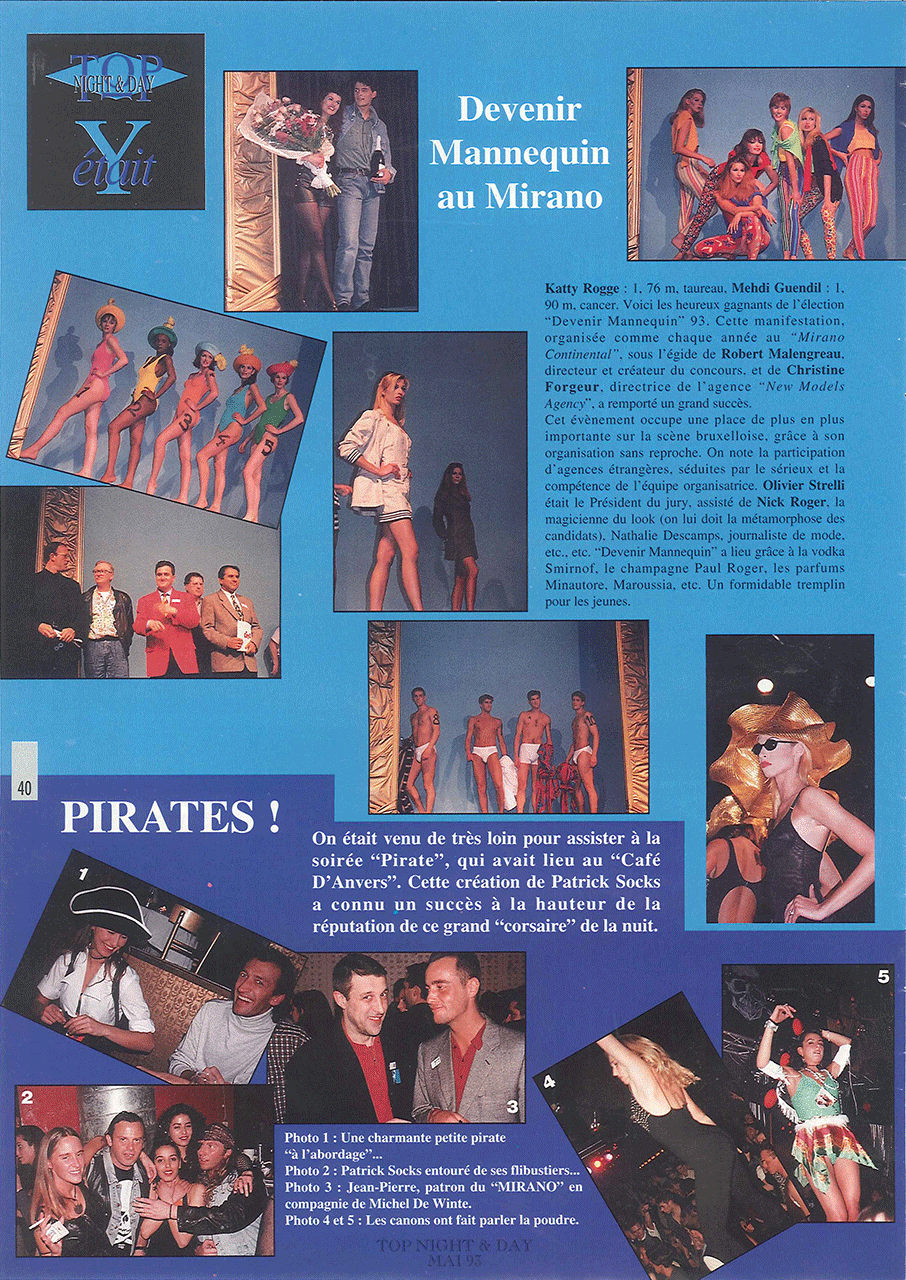 TOP
NIGHT & DAY
Y
était
Devenir
Mannequin
au Mirano
Katty Rogge : 1, 76 m, taureau, Mehdi Guendil : 1,
90 m, cancer. Voici les heureux gagnants de l’élection
“Devenir Mannequin” 93. Cette manifestation,
organisée comme chaque année au “Mirano
Continental”, sous l’égide de Robert Malengreau,
directeur et créateur du concours, et de Christine
Forgeur, directrice de l’agence “New Models
Agency”, a remporté un grand succès.
Cet évènement occupe une place de plus en plus
importante sur la scène bruxelloise, grâce à son
organisation sans reproche. On note la participation
d’agences étrangères, séduites par le sérieux et la
compétence de l’équipe organisatrice. Olivier Strelli
était le Président du jury, assisté de Nick Roger, la
magicienne du look (on lui doit la métamorphose des
candidats), Nathalie Descamps, journaliste de mode,
etc., etc. “Devenir Mannequin” a lieu grâce à la vodka
Smirnof, le champagne Paul Roger, les parfums
Minautore, Maroussia, etc. Un formidable tremplin
pour les jeunes.
40
PIRATES !
On était venu de très loin pour assister à la
soirée “Pirate”, qui avait lieu au “Café
D’Anvers”. Cette création de Patrick Socks
a connu un succès à la hauteur de la
réputation de ce grand “corsaire” de la nuit.
1
2
3
4
5
Photo 1 : Une charmante petite pirate
“à l’abordage”...
Photo 2 : Patrick Socks entouré de ses flibustiers...
Photo 3 : Jean-Pierre, patron du “MIRANO” en
compagnie de Michel De Winte.
Photo 4 et 5 : Les canons ont fait parler la poudre.
TOP NIGHT & DAY
MAI 93